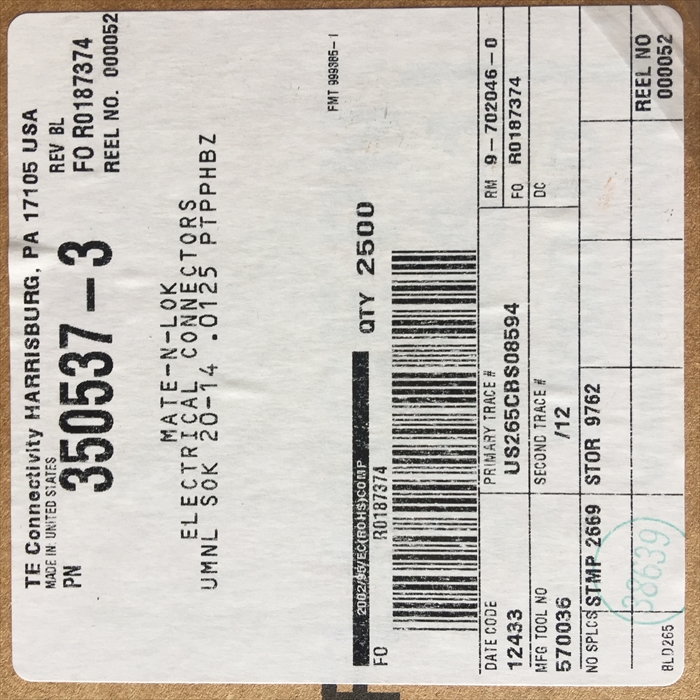 TE Connectivity HARRISBURG, PA 17105 USA
MADE IN: UNITED STATES
REV BL
PN 350537-3
FO R0187374
REEL NO. 000052
MATE-N-LOK
ELECTRICAL CONNECTORS
UMNL SOK 20-14 .0125 PTPPHBZ
FMT 999385-1
2002/95/EC(ROHS)COMP QTY 2500
FO R0187374
DATE CODE PRIMARY TRACE# RM 9-702046-0
12433 US265CBS08594 FO R0187374
MFG TOOL NO SECOND TRACE# DC
570036 /12
NO SPLCS STMP 2669 STOR 9762
38639
REEL NO
BLD265 000052